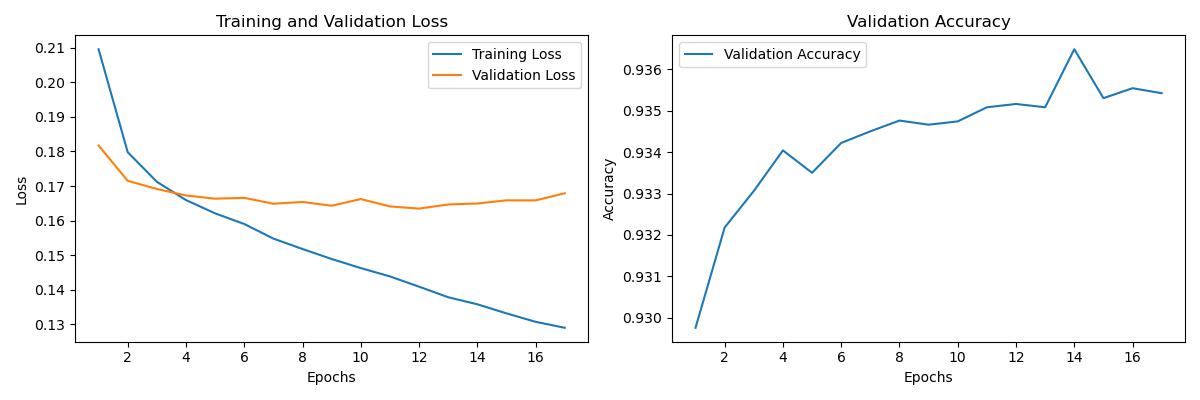 Training and Validation Loss
0.21
0.20
0.19
0.18
0.17
0.16
0.15
0.14
0.13
Loss
Training Loss
Validation Loss
2 4 6 8 10 12 14 16
Epochs
Validation Accuracy
0.936
0.935
0.934
0.933
0.932
0.931
0.930
Accuracy
Validation Accuracy
2 4 6 8 10 12 14 16
Epochs